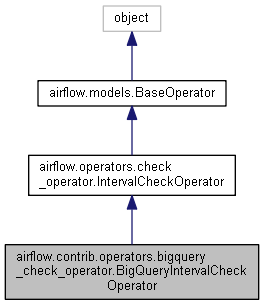 object
airflow.models.BaseOperator
airflow.operators.check
_operator.IntervalCheckOperator
airflow.contrib.operators.bigquery
_check_operator.BigQueryIntervalCheck
Operator